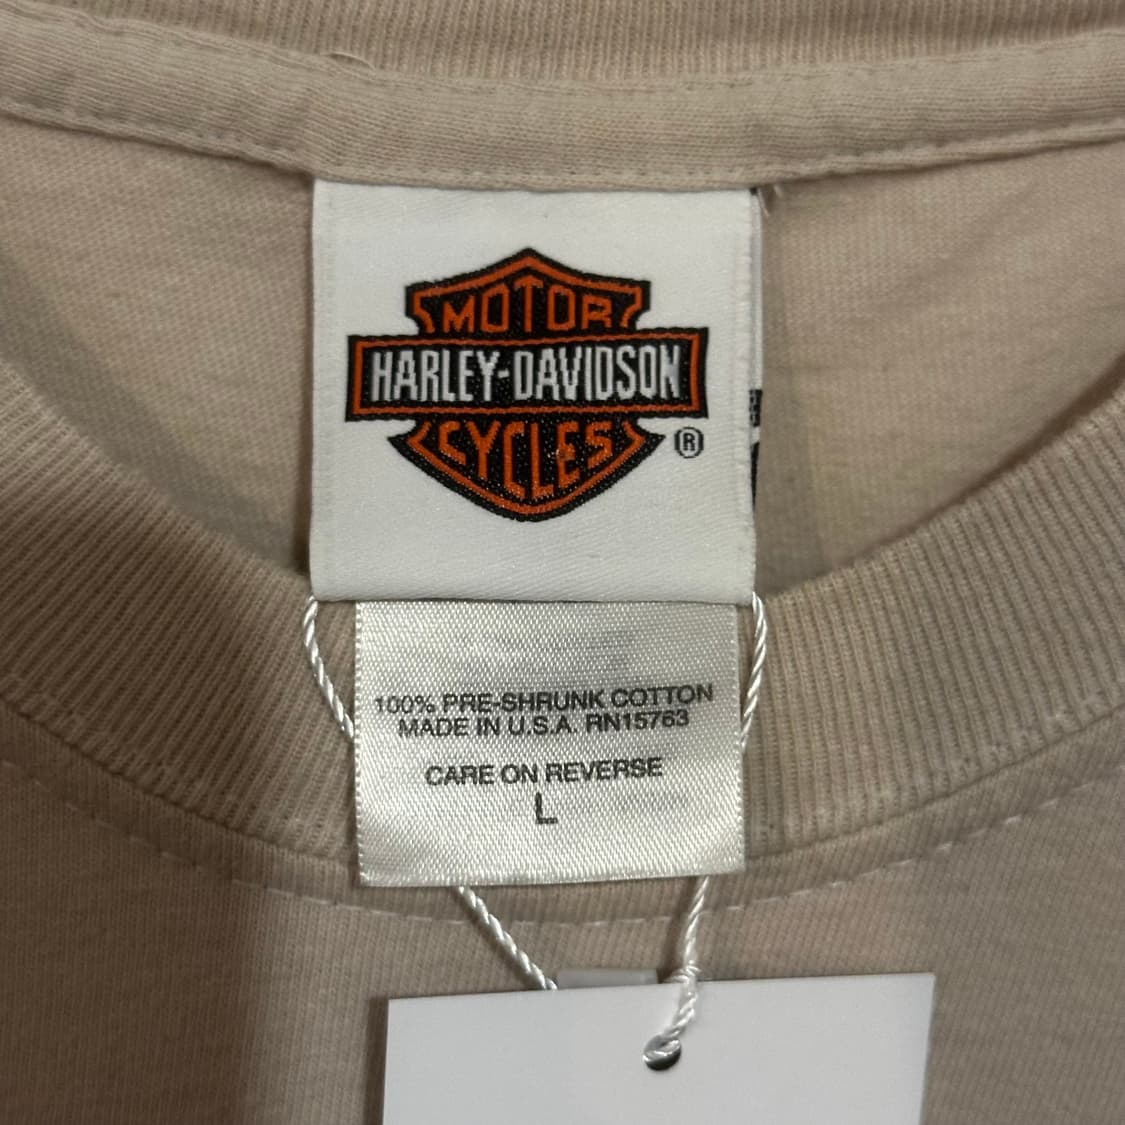 MOTOR
HARLEY-DAVIDSON
CYCLES
®
100% PRE-SHRUNK COTTON
MADE IN U.S.A. RN15763
CARE ON REVERSE
L